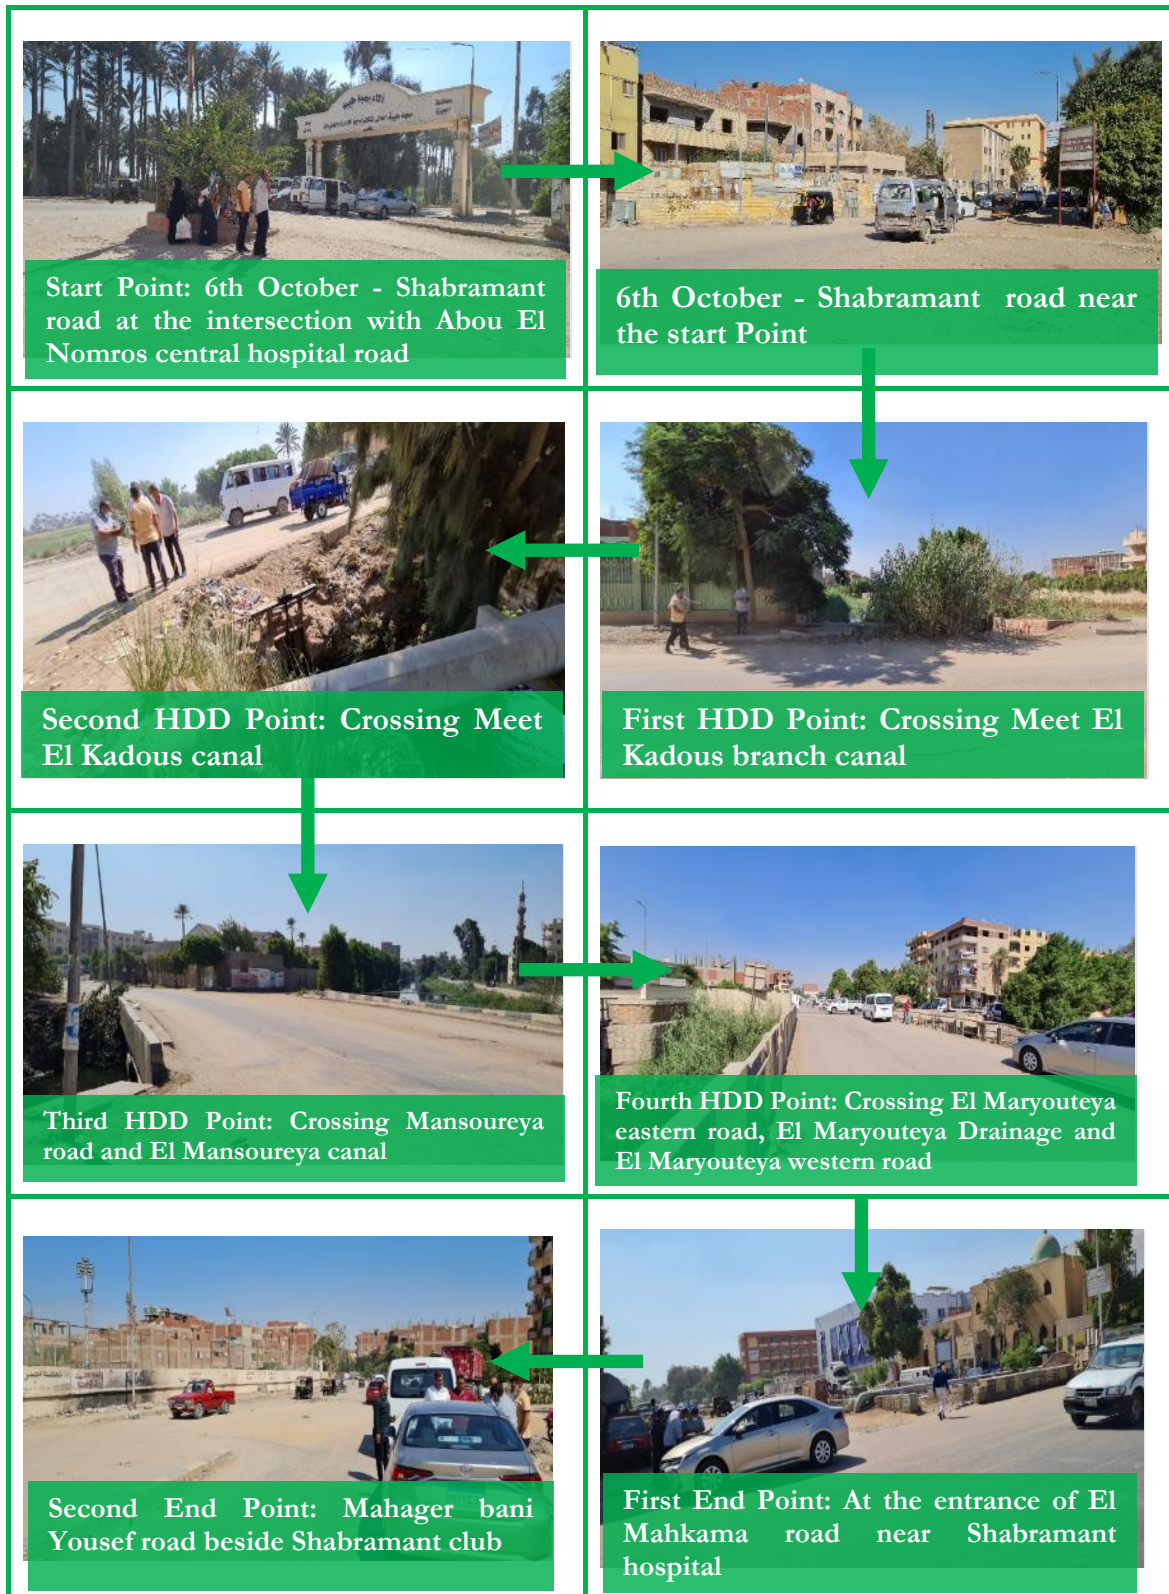 Start Point: 6th October - Shabramant
road at the intersection with Abou El
Nomros central hospital road
6th October - Shabramant road near
the start Point
Second HDD Point: Crossing Meet
El Kadous canal
First HDD Point: Crossing Meet El
Kadous branch canal
Third HDD Point: Crossing Mansoureya
road and El Mansoureya canal
Fourth HDD Point: Crossing El Maryouteya
eastern road, El Maryouteya Drainage and
El Maryouteya western road
Second End Point: Mahager bani
Yousef road beside Shabramant club
First End Point: At the entrance of El
Mahkama road near Shabramant
hospital